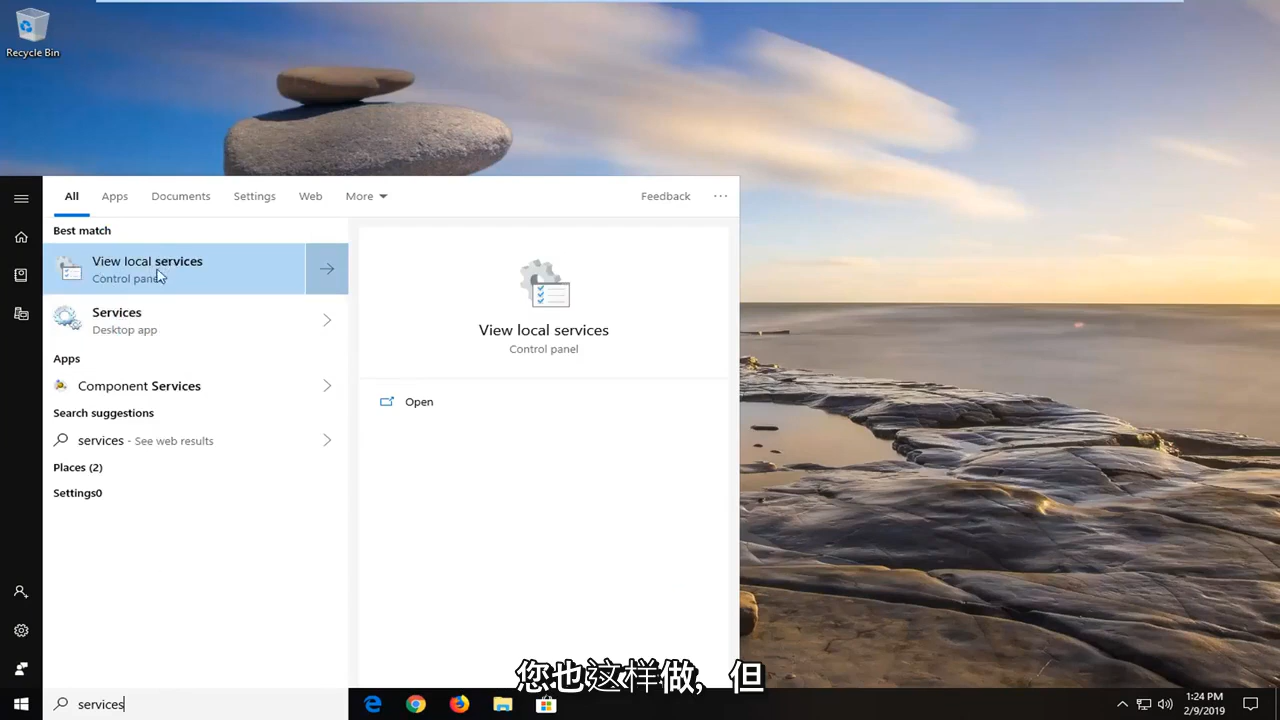 Recycle Bin
All Apps Documents Settings Web More Feedback
Best match
View local services
Control panel
Services
Desktop app
Apps
Component Services
Search suggestions
services - See web results
Places (2)
Settings0
View local services
Control panel
Open
您也这样做, 但
services
1:24 PM
2/9/2019